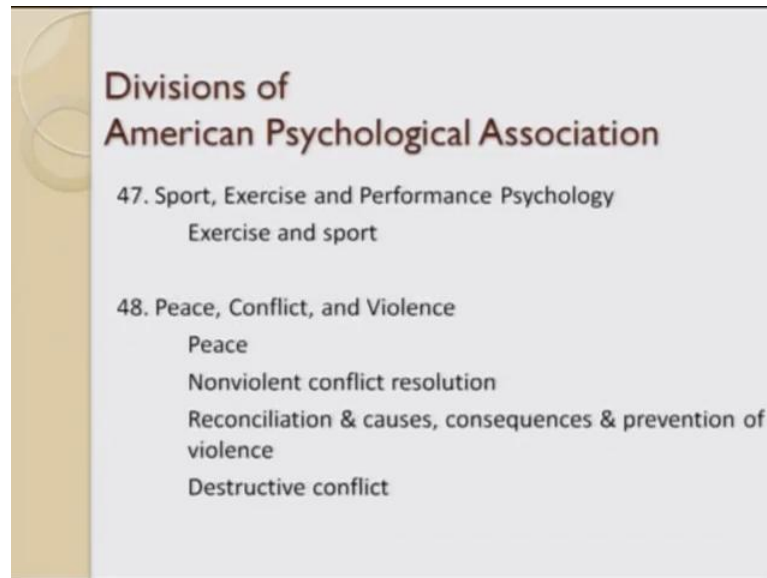 Divisions of
American Psychological Association
47. Sport, Exercise and Performance Psychology
Exercise and sport
48. Peace, Conflict, and Violence
Peace
Nonviolent conflict resolution
Reconciliation & causes, consequences & prevention of
violence
Destructive conflict